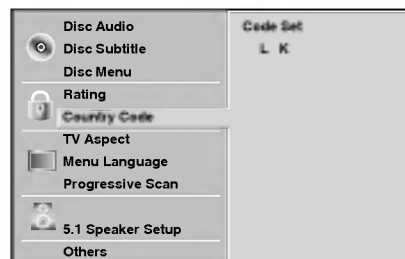 Disc Audio
Disc Subtitle
Disc Menu
Rating
Country Code
TV Aspect
Menu Language
Progressive Scan
5.1 Speaker Setup
Others
Code Set
L K